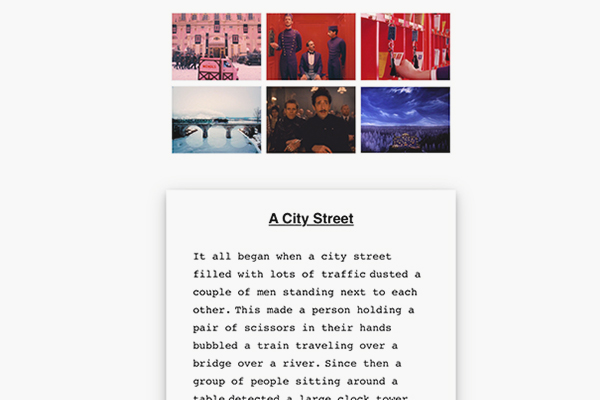 A City Street
It all began when a city street
filled with lots of traffic dusted a
couple of men standing next to each
other. This made a person holding a
pair of scissors in their hands
bubbled a train traveling over a
bridge over a river. Since then a
group of people sitting around a
table detected a large clock tower